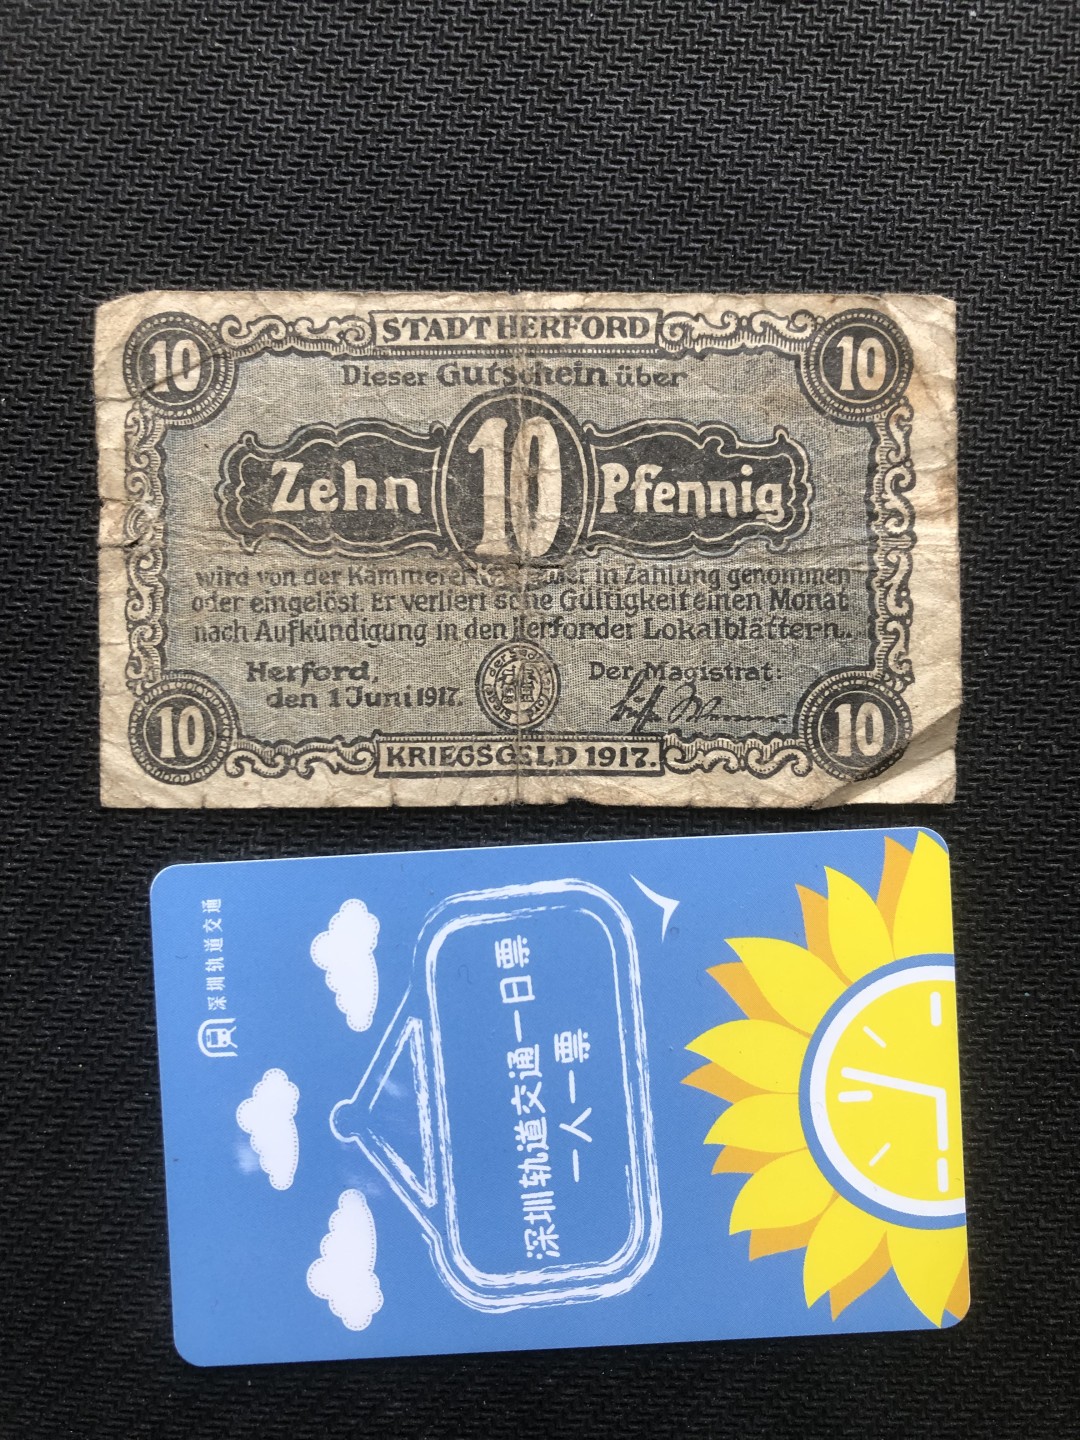 STADT HERFORD
10
10
Dieser Gutschein über
Zehn 10 Pfennig
wird von der Kämmerei-Kasse in Zahlung genommen
oder eingelöst. Er verliert seine Gültigkeit einen Monat
nach Aufkündigung in den Herforder Lokalblättern.
Herford,
den 1 Juni 1917.
Der Magistrat:
10
10
KRIEGSGELD 1917.
深圳轨道交通
深圳轨道交通一日票
一人一票